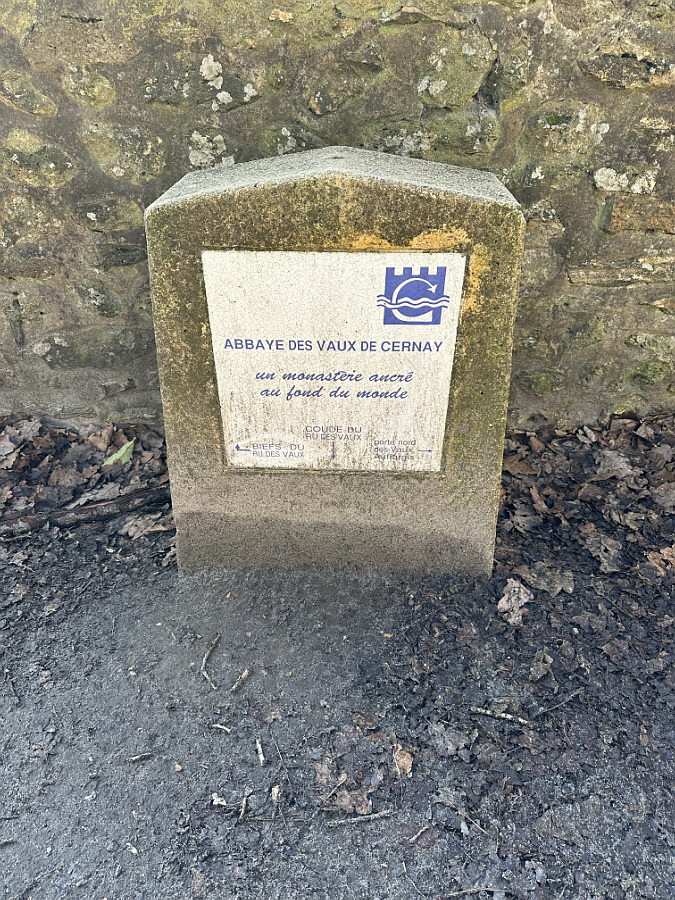 ABBAYE DES VAUX DE CERNAY
un monastère ancré
au fond du monde
COUDE DU
RU DES VAUX
BIEFS DU
RU DES VAUX
porte nord
des Vaux
Auffargis